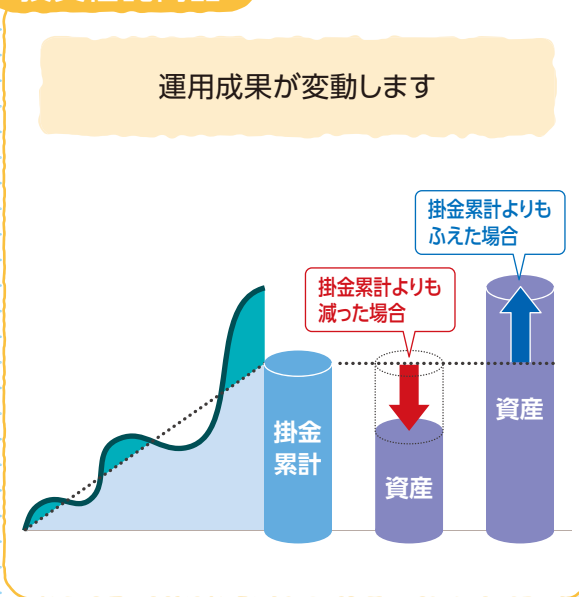 運用成果が変動します
掛金累計よりも
ふえた場合
掛金累計よりも
減った場合
掛金
累計
資産
資産